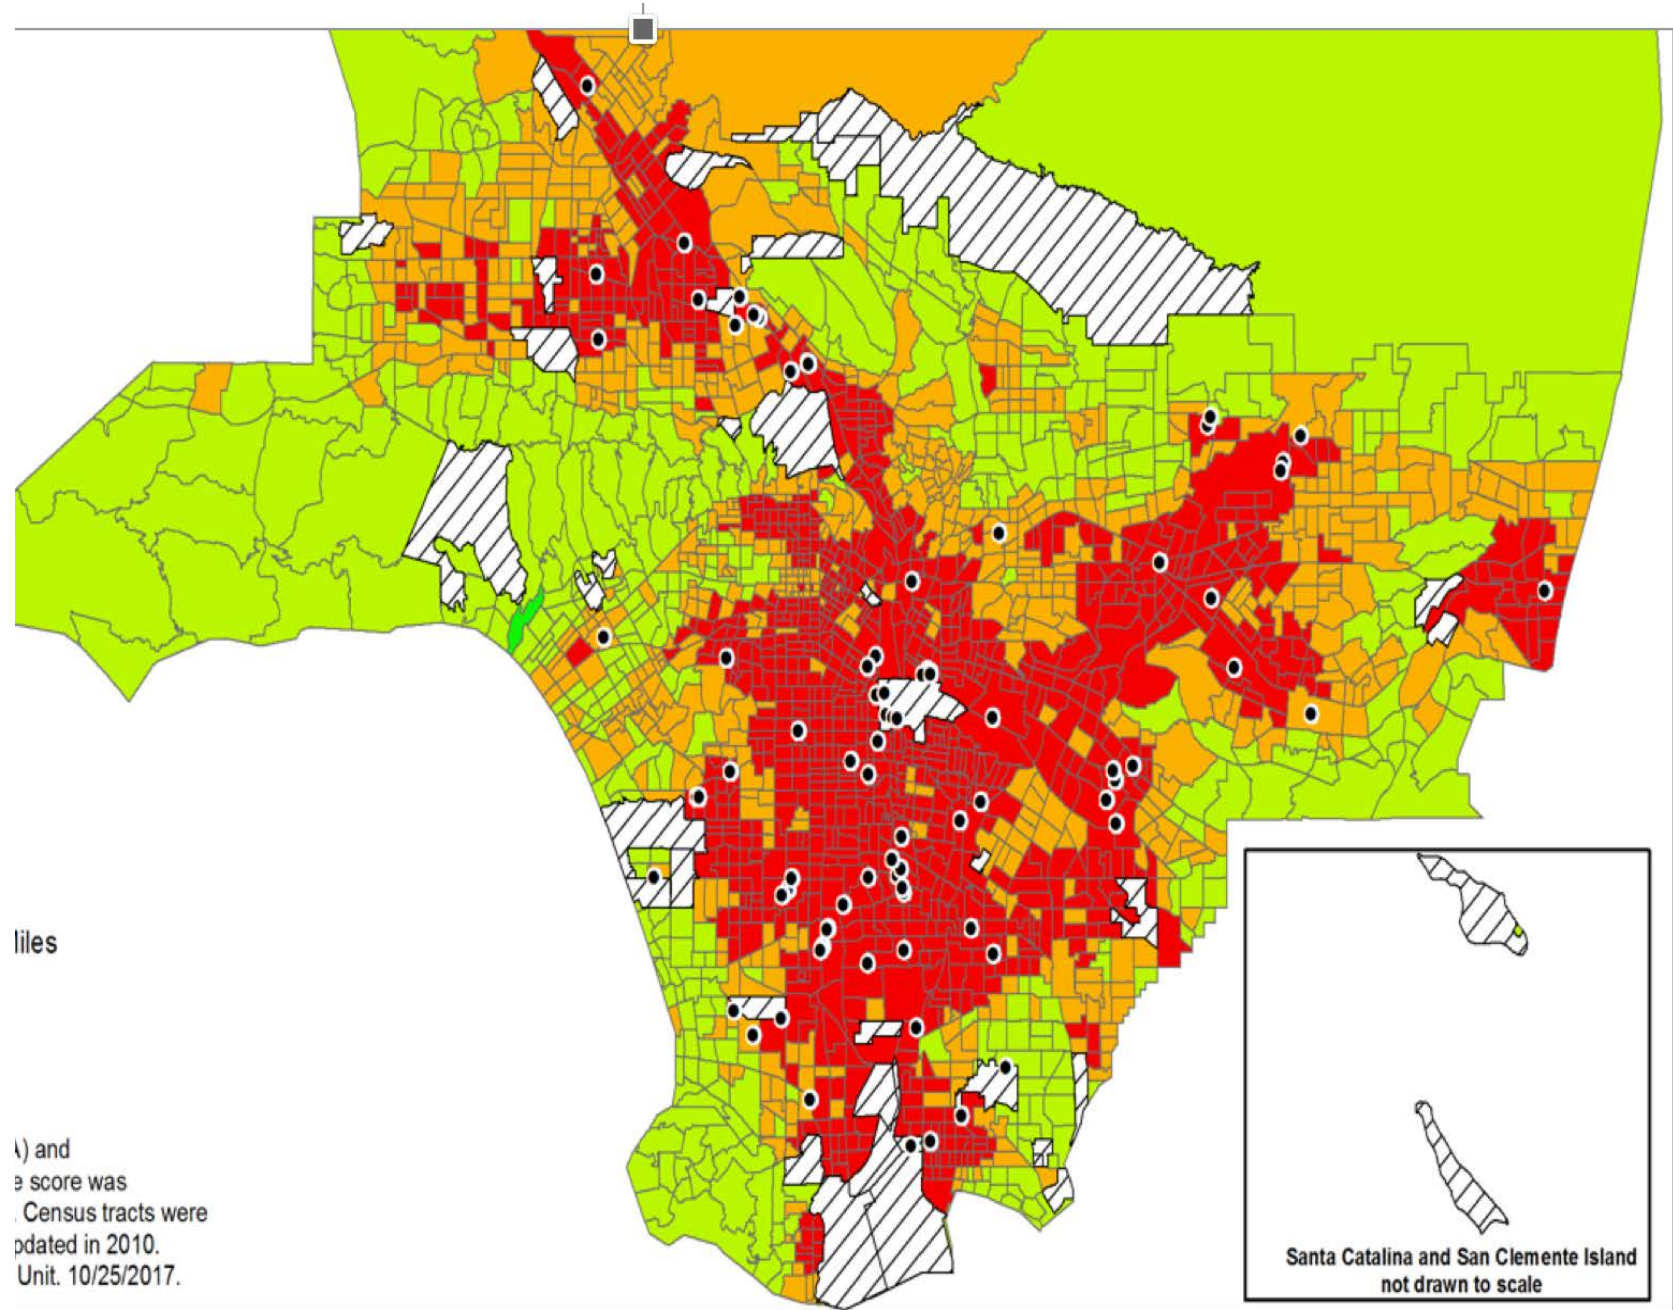 liles
A) and
e score was
. Census tracts were
pdated in 2010.
Unit. 10/25/2017.
Santa Catalina and San Clemente Island
not drawn to scale